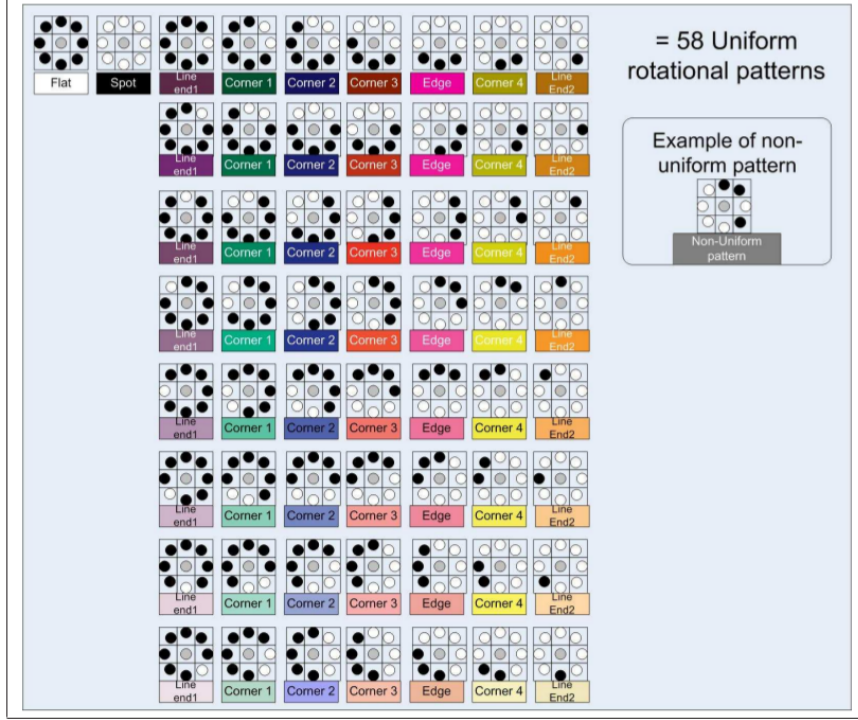 = 58 Uniform
rotational patterns
Flat Spot Line end1 Corner 1 Corner 2 Corner 3 Edge Corner 4 Line End2
Example of non-
uniform pattern
Line end1 Corner 1 Corner 2 Corner 3 Edge Corner 4 Line End2
Non-Uniform
pattern
Line end1 Corner 1 Corner 2 Corner 3 Edge Corner 4 Line End2
Line end1 Corner 1 Corner 2 Corner 3 Edge Corner 4 Line End2
Line end1 Corner 1 Corner 2 Corner 3 Edge Corner 4 Line End2
Line end1 Corner 1 Corner 2 Corner 3 Edge Corner 4 Line End2
Line end1 Corner 1 Corner 2 Corner 3 Edge Corner 4 Line End2
Line end1 Corner 1 Corner 2 Corner 3 Edge Corner 4 Line End2